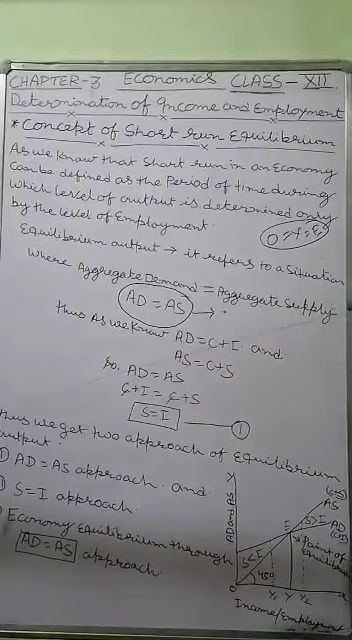 CHAPTER-3 Economics CLASS-XII
Determination of Income and Employment
*Concept of Short run Equilibrium
As we know that Short run in an Economy
Can be defined as the Period of time during
Which level of output is determined only
by the level of Employment.
Equilibrium output → it refers to a Situation
Where Aggregate Demand = Aggregate Supply
AD = AS →
thus As we know AD = C+I and
AS = C+S
So, AD = AS
C+I = C+S
S=I ①
thus we get two approach of Equilibrium
output.
① AD = AS approach and
② S=I approach.
Economy Equilibrium through
AD = AS approach
Y
AD and AS
(C+S)
AS
S>I AD
(C+I)
E
Point of
Equilibrium
S<I
45°
O Y₁ Y Y₂ X
Income/Employment